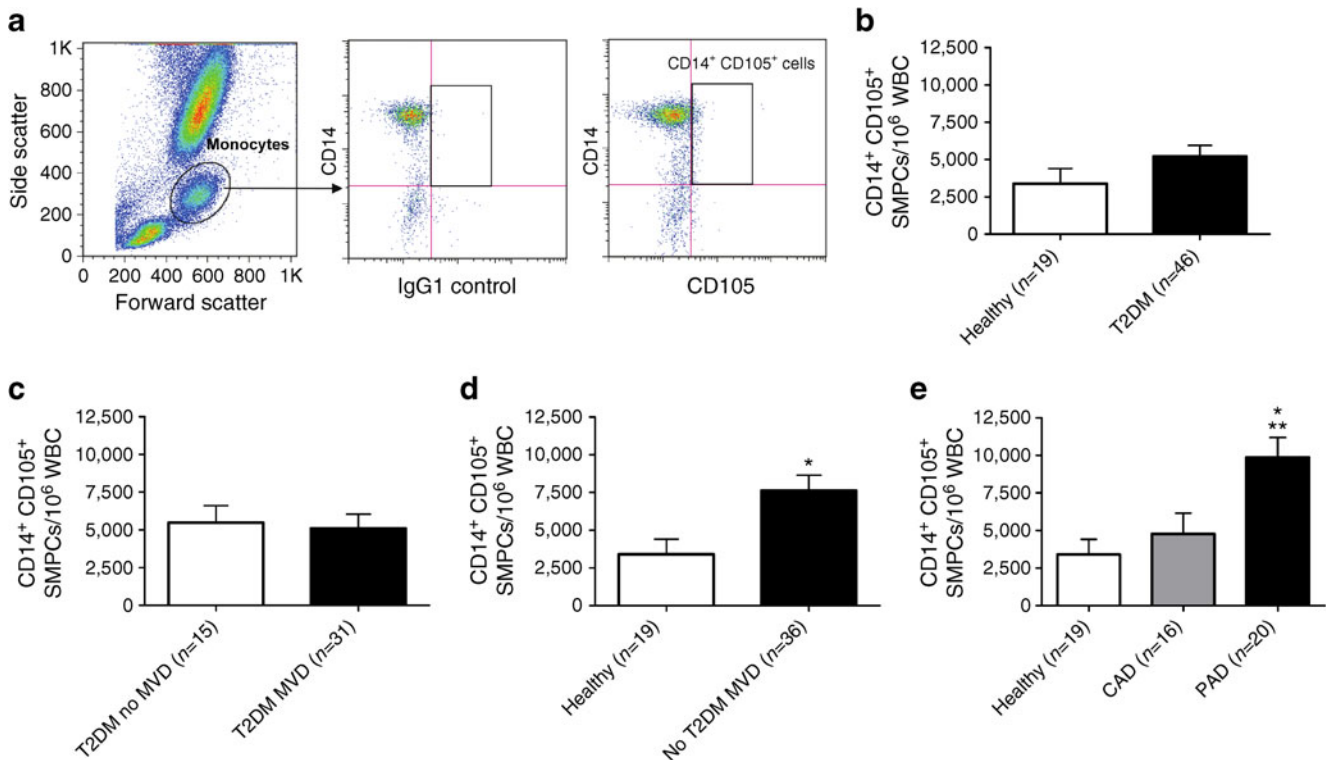 a
1K
800
600
400
200
0
Side scatter
Monocytes
0 200 400 600 800 1K
Forward scatter
CD14
IgG1 control
CD14
CD14⁺ CD105⁺ cells
CD105
b
CD14⁺ CD105⁺
SMPCs/10⁶ WBC
12,500
10,000
7,500
5,000
2,500
0
Healthy (n=19)
T2DM (n=46)
c
CD14⁺ CD105⁺
SMPCs/10⁶ WBC
12,500
10,000
7,500
5,000
2,500
0
T2DM no MVD (n=15)
T2DM MVD (n=31)
d
CD14⁺ CD105⁺
SMPCs/10⁶ WBC
12,500
10,000
7,500
5,000
2,500
0
*
Healthy (n=19)
No T2DM MVD (n=36)
e
CD14⁺ CD105⁺
SMPCs/10⁶ WBC
12,500
10,000
7,500
5,000
2,500
0
*
**
Healthy (n=19)
CAD (n=16)
PAD (n=20)